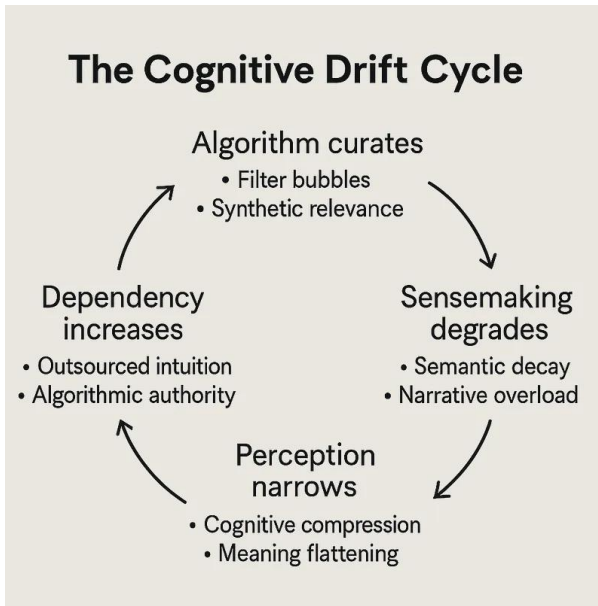 The Cognitive Drift Cycle
Algorithm curates
• Filter bubbles
• Synthetic relevance
Sensemaking
degrades
• Semantic decay
• Narrative overload
Perception
narrows
• Cognitive compression
• Meaning flattening
Dependency
increases
• Outsourced intuition
• Algorithmic authority